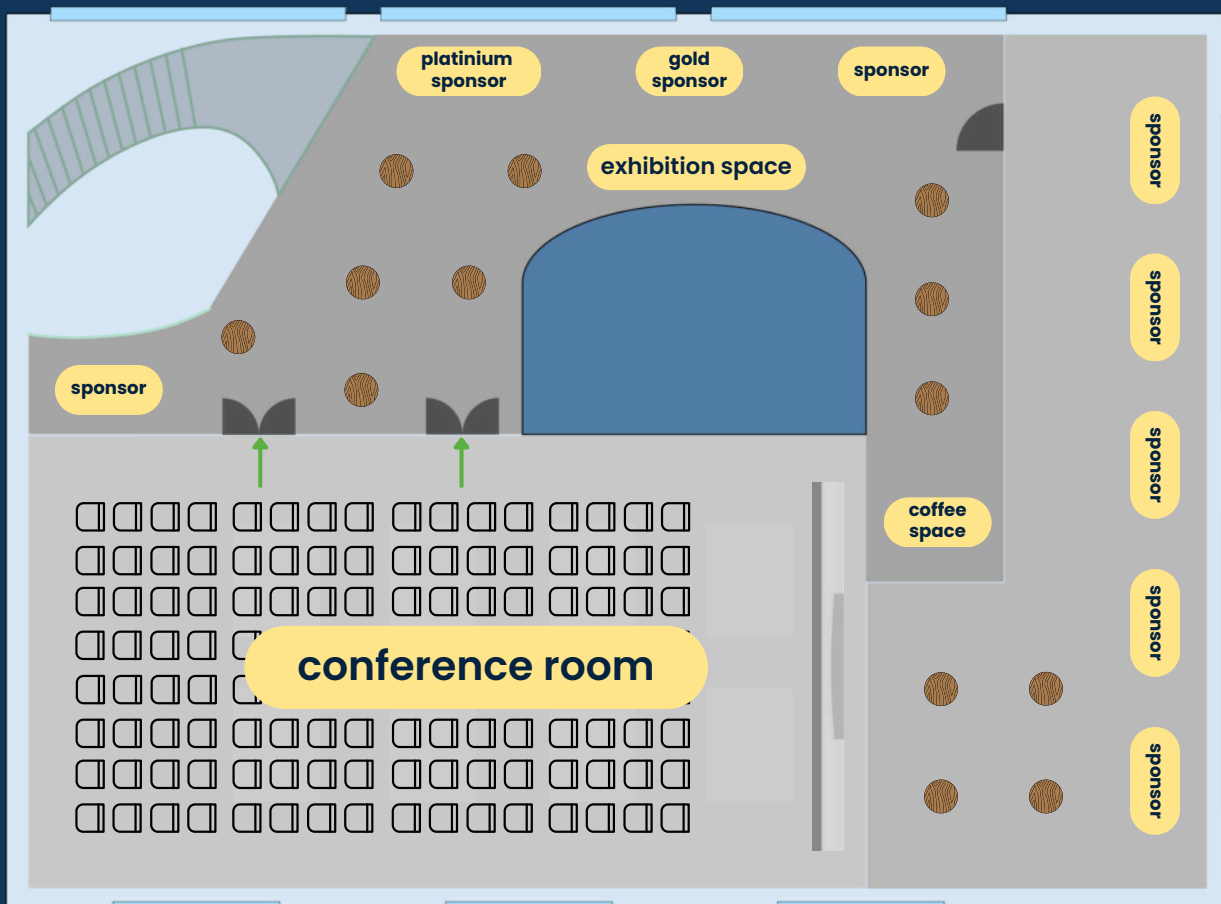 platinium
sponsor
gold
sponsor
sponsor
sponsor
exhibition space
sponsor
sponsor
sponsor
coffee
space
conference room
sponsor
sponsor